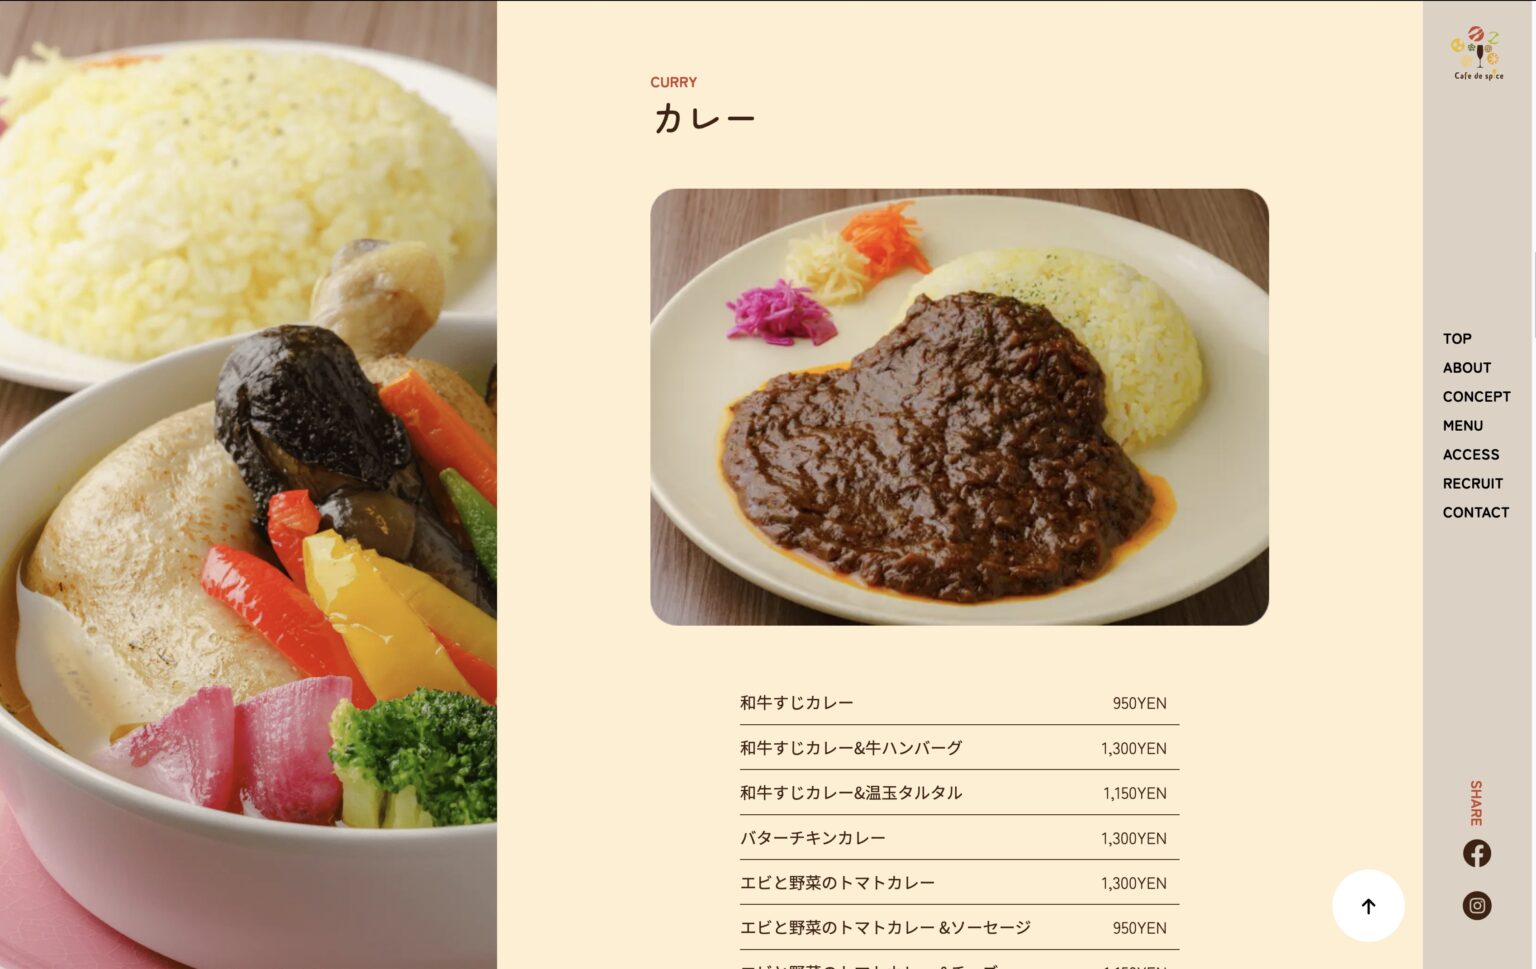 CURRY
カレー
和牛すじカレー 950YEN
和牛すじカレー&牛ハンバーグ 1,300YEN
和牛すじカレー&温玉タルタル 1,150YEN
バターチキンカレー 1,300YEN
エビと野菜のトマトカレー 1,300YEN
エビと野菜のトマトカレー &ソーセージ 950YEN
Cafe de spice
TOP
ABOUT
CONCEPT
MENU
ACCESS
RECRUIT
CONTACT
SHARE